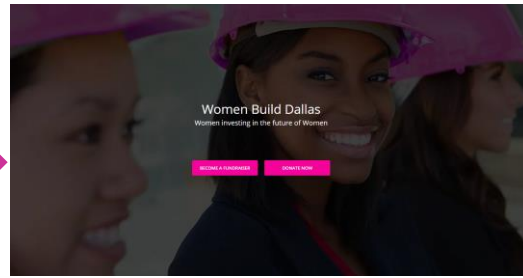 Women Build Dallas
Women investing in the future of Women
BECOME A FUNDRAISER
DONATE NOW